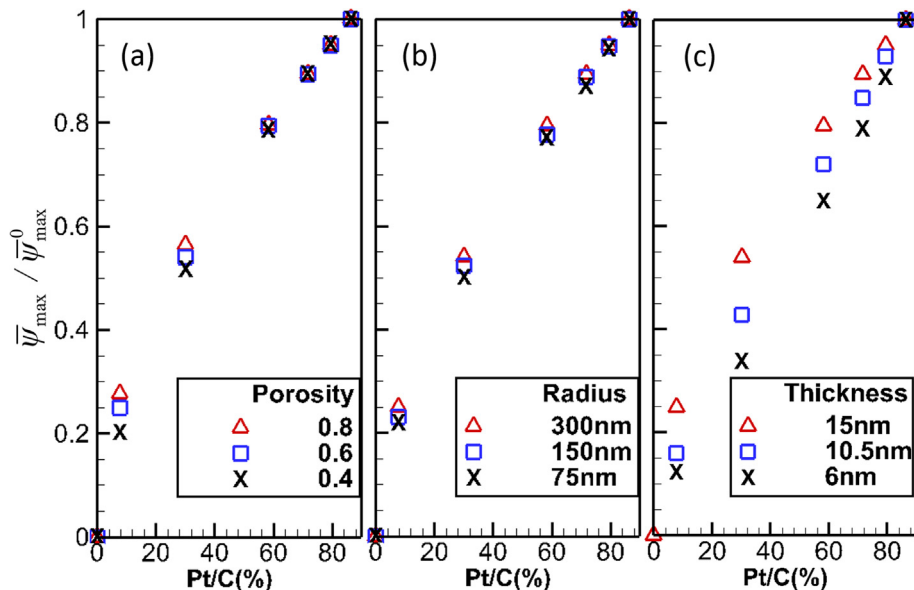 (a)
(b)
(c)
ψ̅max / ψ̅⁰max
1
0.8
0.6
0.4
0.2
0
Porosity
0.8
0.6
0.4
Radius
300nm
150nm
75nm
Thickness
15nm
10.5nm
6nm
0 20 40 60 80
0 20 40 60 80
0 20 40 60 80
Pt/C(%)
Pt/C(%)
Pt/C(%)